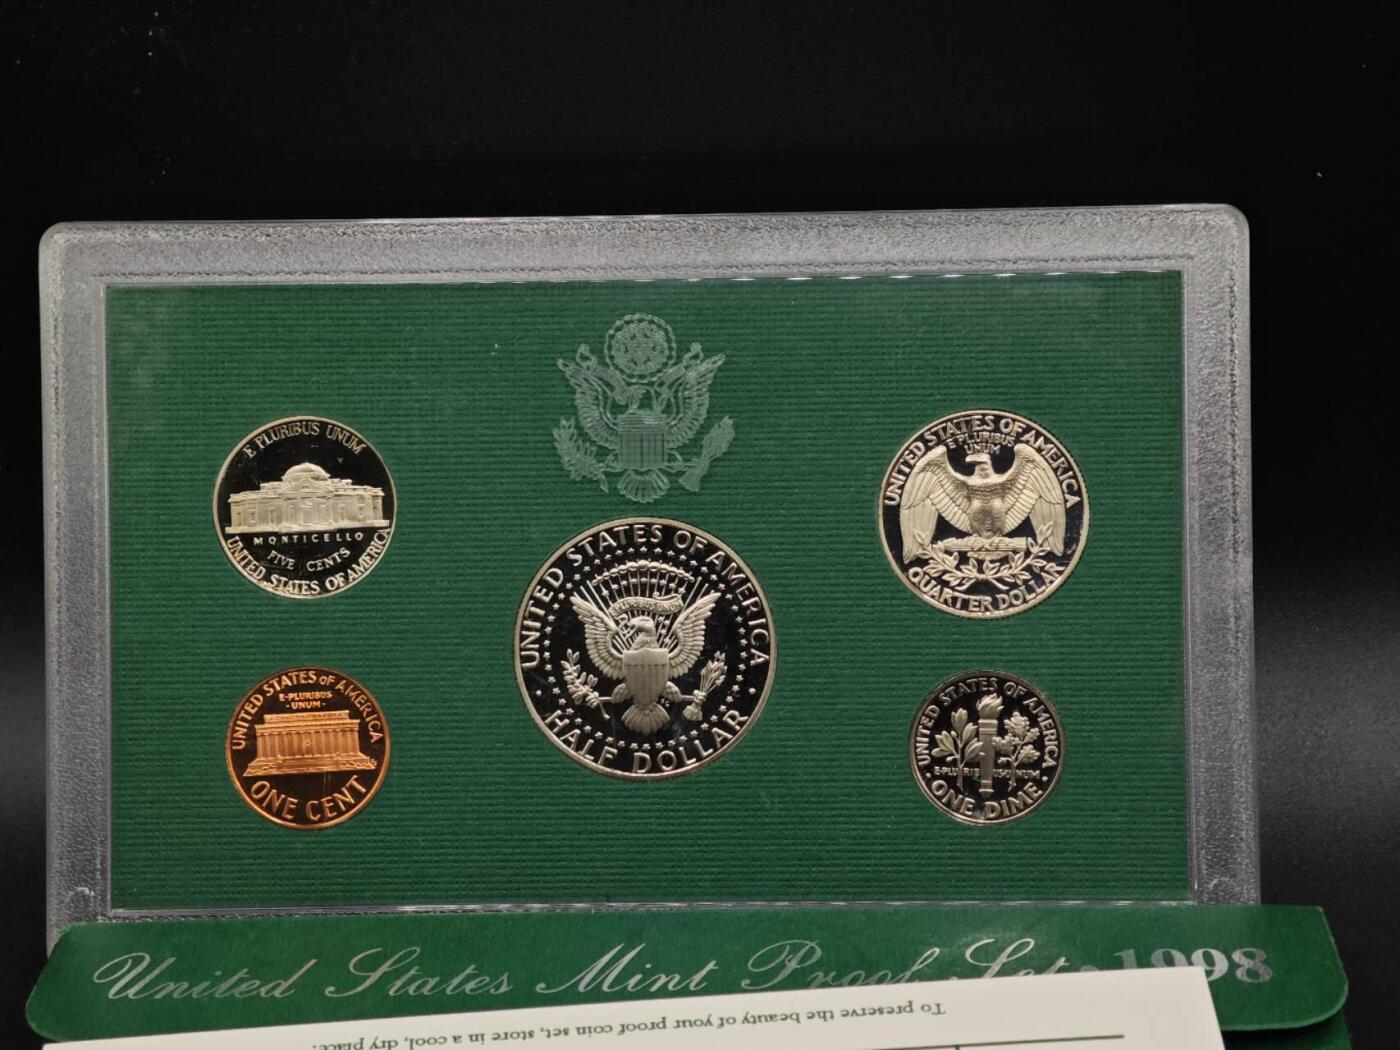 E PLURIBUS UNUM
MONTICELLO
FIVE CENTS
UNITED STATES OF AMERICA
UNITED STATES OF AMERICA
E PLURIBUS
UNUM
QUARTER DOLLAR
UNITED STATES OF AMERICA
HALF DOLLAR
UNITED STATES OF AMERICA
E·PLURIBUS
·UNUM·
ONE CENT
UNITED STATES OF AMERICA
E·PLURIBUS·UNUM
·ONE DIME·
United States Mint Proof Set · 1998
To preserve the beauty of your proof coin set, store in a cool, dry place.